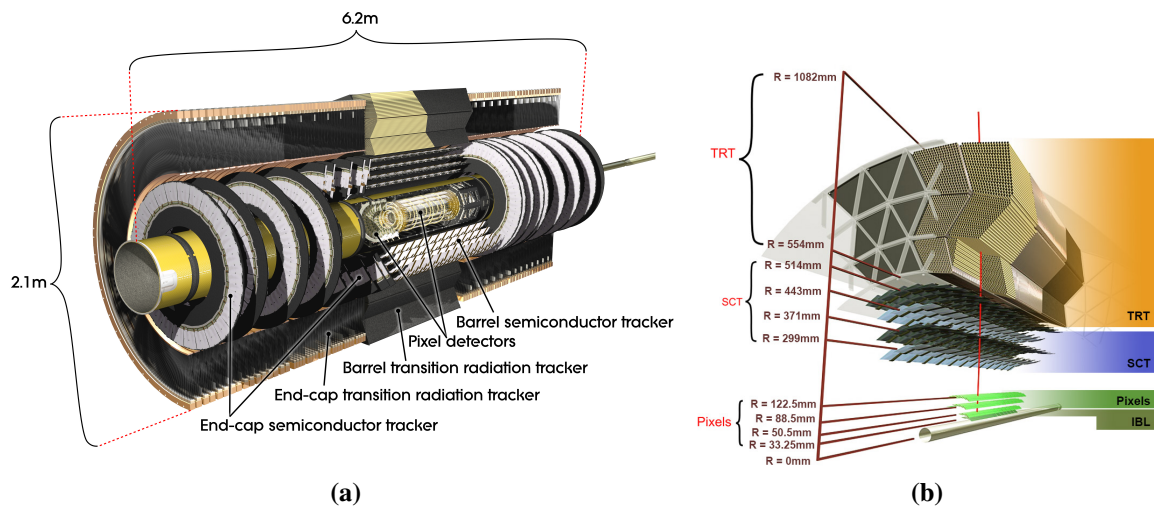 6.2m
2.1m
Barrel semiconductor tracker
Pixel detectors
Barrel transition radiation tracker
End-cap transition radiation tracker
End-cap semiconductor tracker
(a)
R = 1082mm
TRT
R = 554mm
R = 514mm
R = 443mm
SCT
R = 371mm
R = 299mm
R = 122.5mm
Pixels
R = 88.5mm
R = 50.5mm
R = 33.25mm
R = 0mm
TRT
SCT
Pixels
IBL
(b)